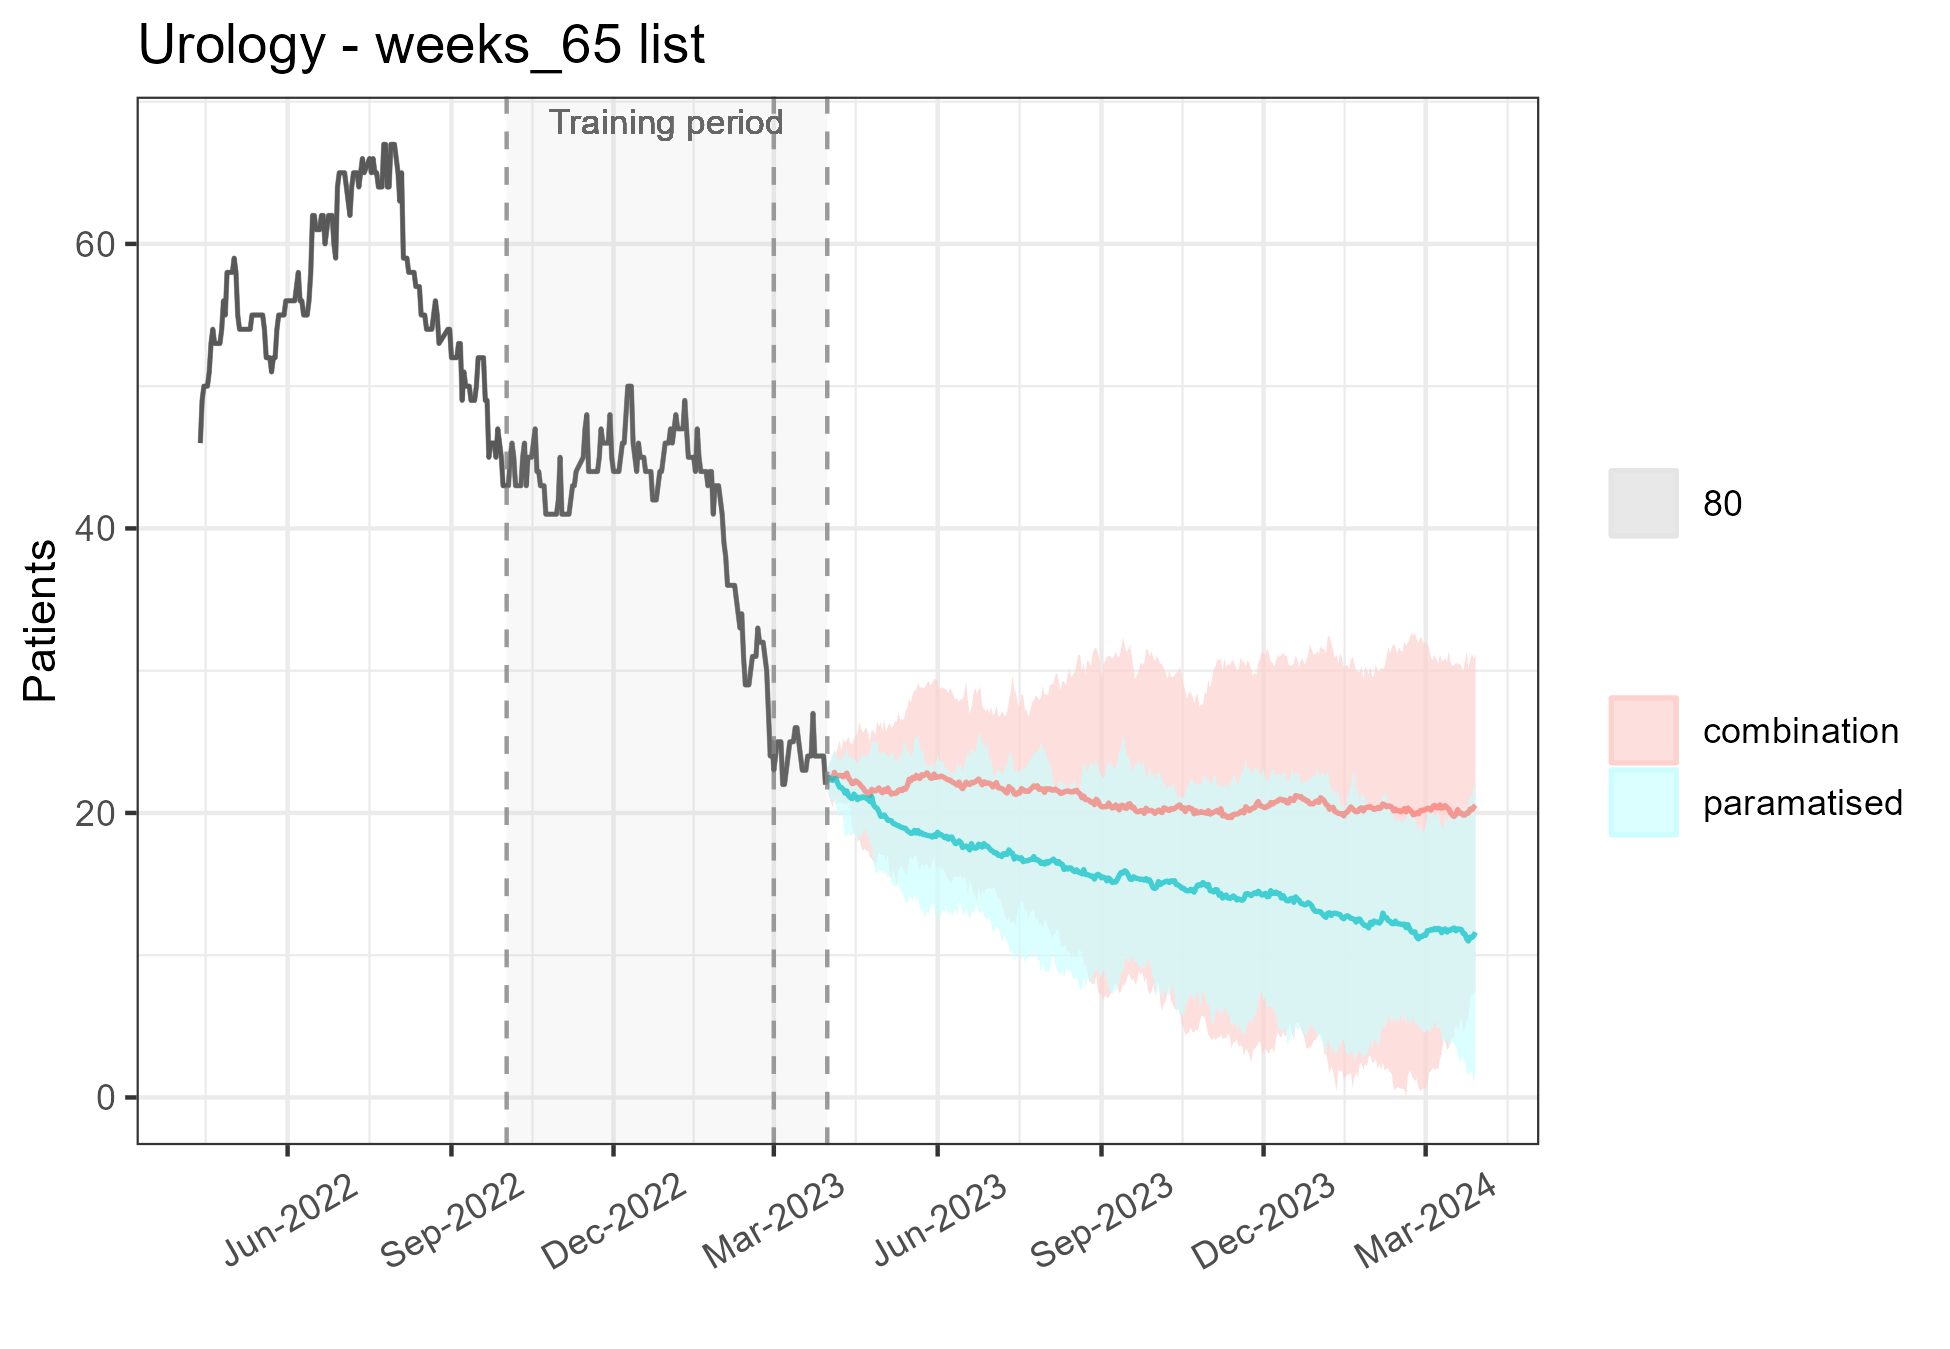 Urology - weeks_65 list
Training period
Patients
60
40
20
0
Jun-2022
Sep-2022
Dec-2022
Mar-2023
Jun-2023
Sep-2023
Dec-2023
Mar-2024
80
combination
paramatised